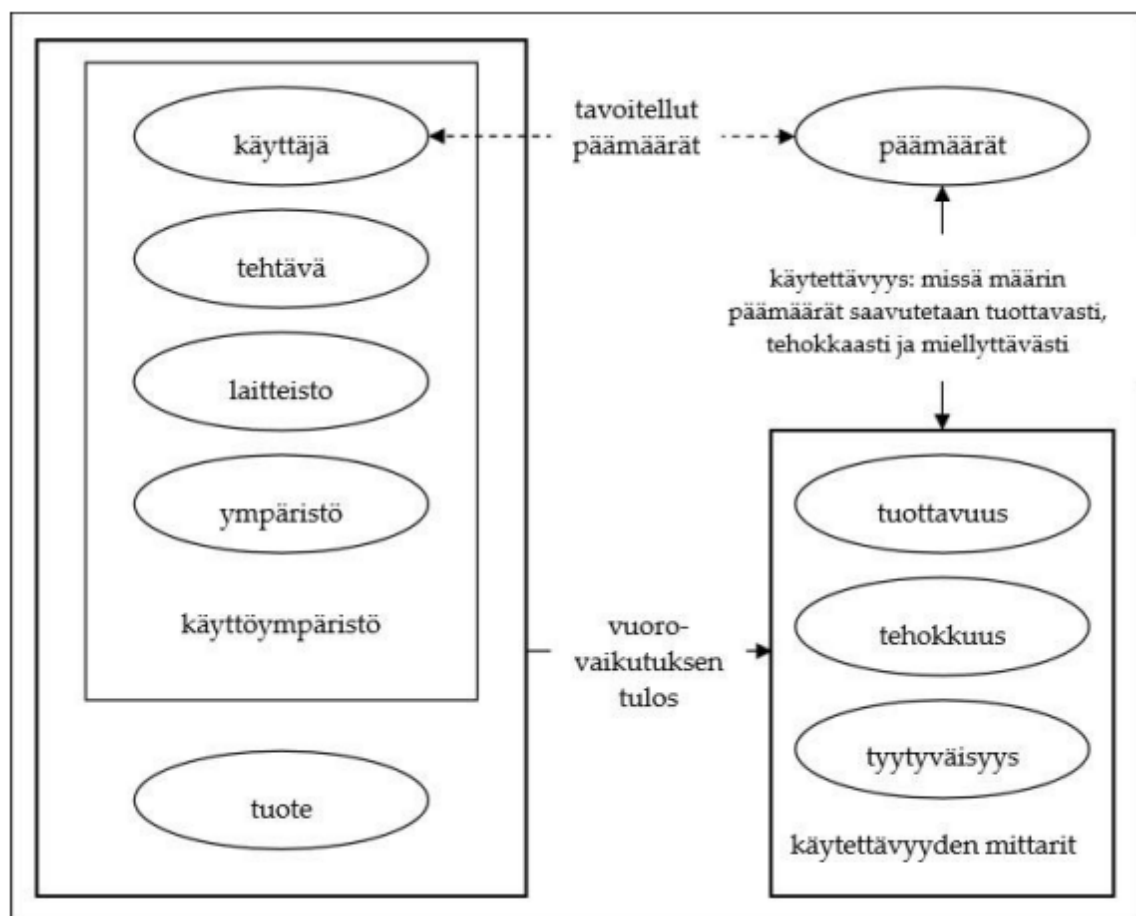 käyttäjä
tehtävä
laitteisto
ympäristö
käyttöympäristö
tuote
tavoitellut
päämäärät
vuoro-
vaikutuksen
tulos
päämäärät
käytettävyys: missä määrin
päämäärät saavutetaan tuottavasti,
tehokkaasti ja miellyttävästi
tuottavuus
tehokkuus
tyytyväisyys
käytettävyyden mittarit